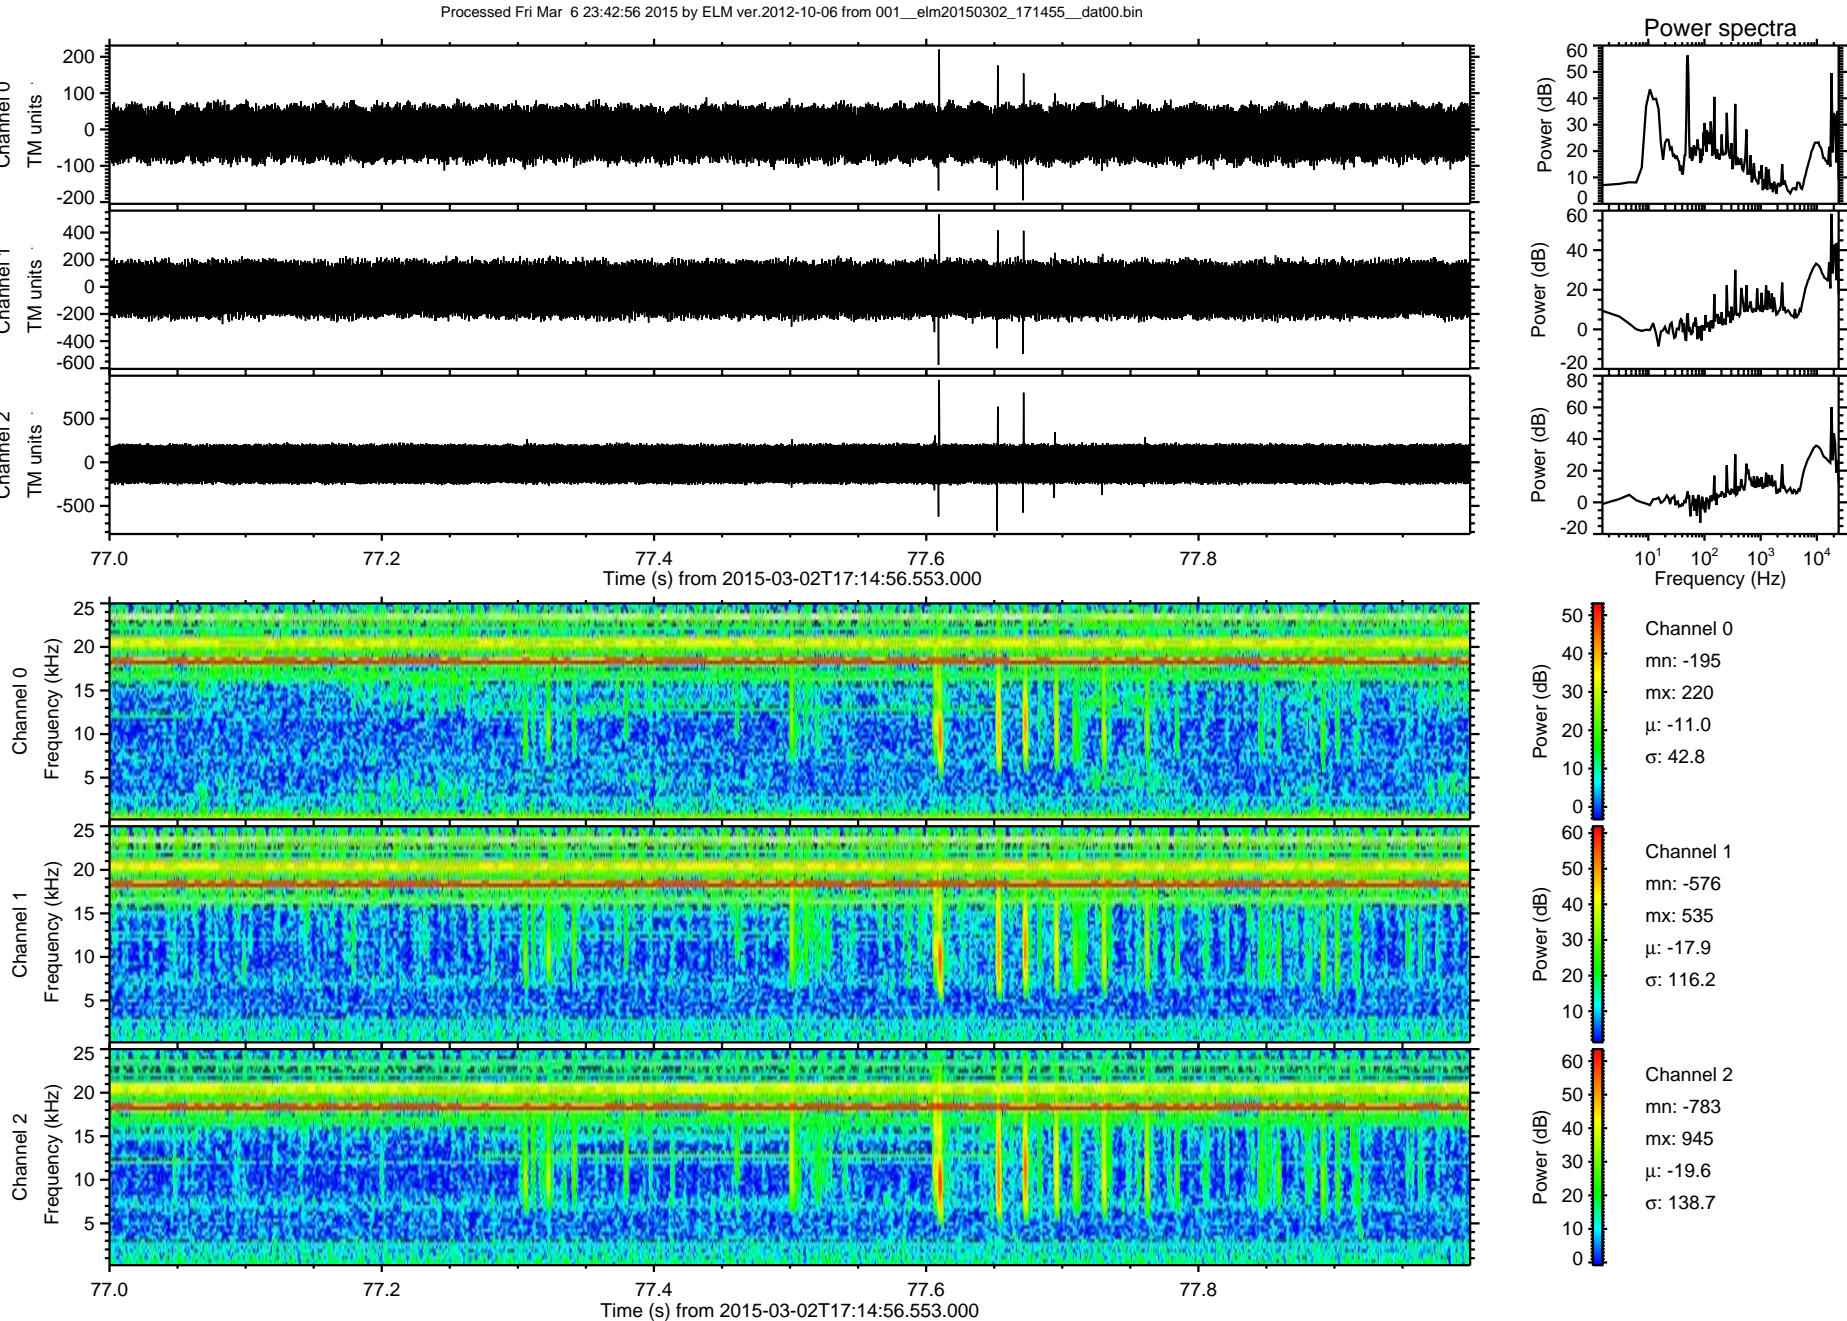 Processed Fri Mar 6 23:42:56 2015 by ELM ver.2012-10-06 from 001__elm20150302_171455__dat00.bin
Power spectra
Channel 0
TM units
200
100
0
-100
-200
Power (dB)
60
50
40
30
20
10
0
Channel 1
TM units
400
200
0
-200
-400
-600
Power (dB)
60
40
20
0
-20
Channel 2
TM units
500
0
-500
Power (dB)
80
60
40
20
0
-20
77.0 77.2 77.4 77.6 77.8
Time (s) from 2015-03-02T17:14:56.553.000
10^1 10^2 10^3 10^4
Frequency (Hz)
Channel 0
Frequency (kHz)
25
20
15
10
5
Power (dB)
50
40
30
20
10
0
Channel 0
mn: -195
mx: 220
μ: -11.0
σ: 42.8
Channel 1
Frequency (kHz)
25
20
15
10
5
Power (dB)
60
50
40
30
20
10
Channel 1
mn: -576
mx: 535
μ: -17.9
σ: 116.2
Channel 2
Frequency (kHz)
25
20
15
10
5
Power (dB)
60
50
40
30
20
10
0
Channel 2
mn: -783
mx: 945
μ: -19.6
σ: 138.7
77.0 77.2 77.4 77.6 77.8
Time (s) from 2015-03-02T17:14:56.553.000